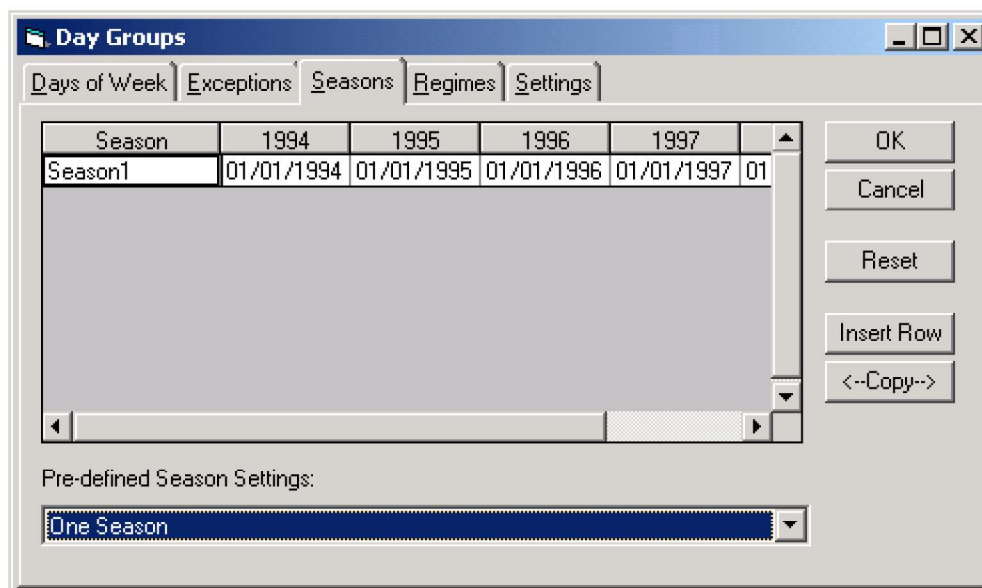 Day Groups
Days of Week Exceptions Seasons Regimes Settings
Season 1994 1995 1996 1997
Season1 01/01/1994 01/01/1995 01/01/1996 01/01/1997 01
OK
Cancel
Reset
Insert Row
<--Copy-->
Pre-defined Season Settings:
One Season